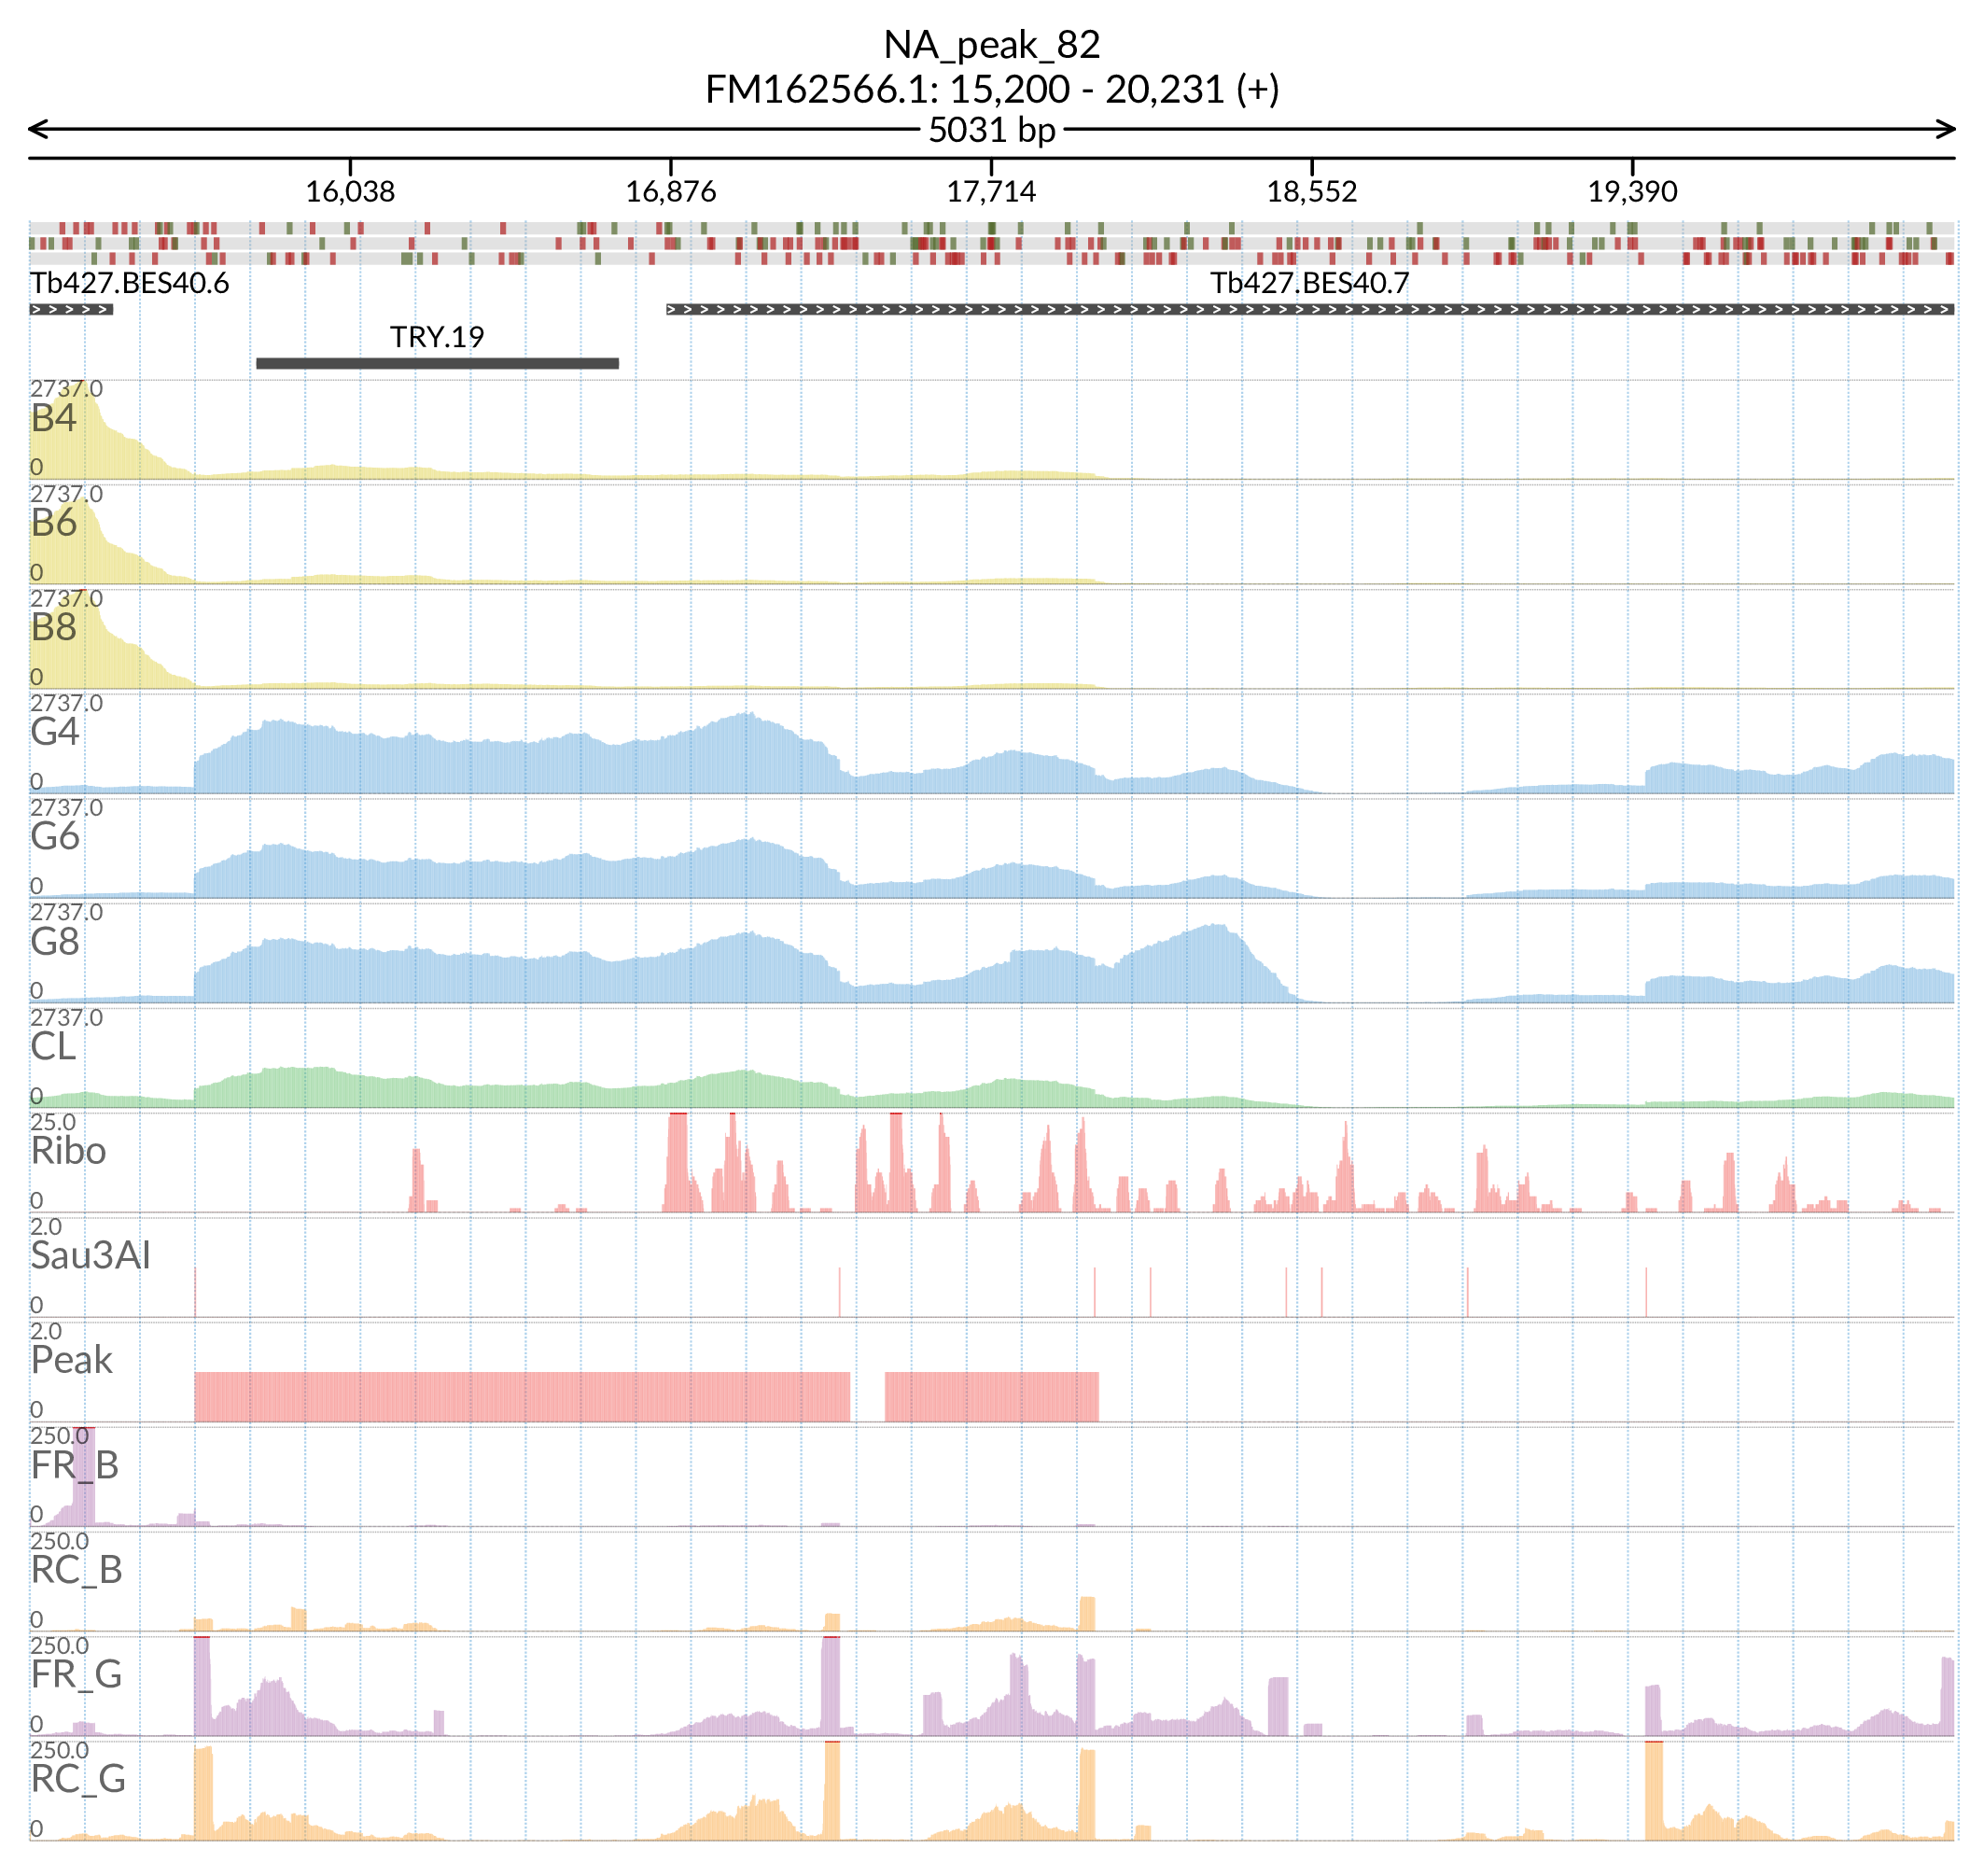 NA_peak_82
FM162566.1: 15,200 - 20,231 (+)
5031 bp
16,038 16,876 17,714 18,552 19,390
Tb427.BES40.6 Tb427.BES40.7
TRY.19
2737.0
B4
0
2737.0
B6
0
2737.0
B8
0
2737.0
G4
0
2737.0
G6
0
2737.0
G8
0
2737.0
CL
0
25.0
Ribo
0
2.0
Sau3AI
0
2.0
Peak
0
250.0
FR_B
0
250.0
RC_B
0
250.0
FR_G
0
250.0
RC_G
0